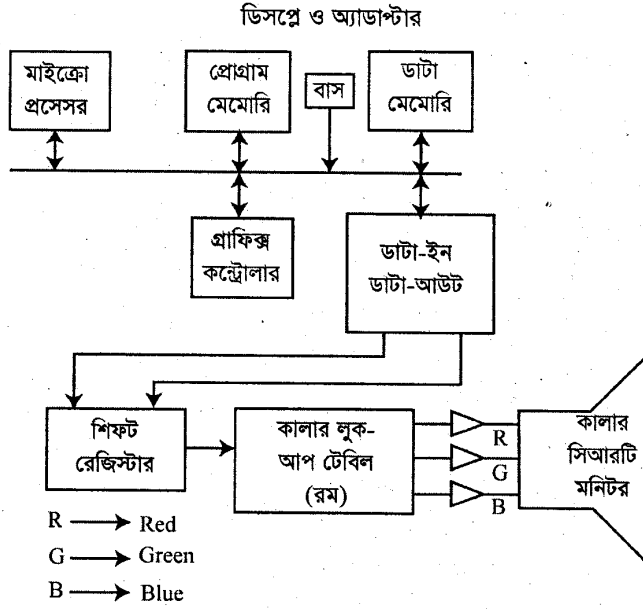 ডিসপ্লে ও অ্যাডাপ্টার
মাইক্রো
প্রসেসর
প্রোগ্রাম
মেমোরি
বাস
ডাটা
মেমোরি
গ্রাফিক্স
কন্ট্রোলার
ডাটা-ইন
ডাটা-আউট
শিফট
রেজিস্টার
কালার লুক-
আপ টেবিল
(রম)
R
G
B
কালার
সিআরটি
মনিটর
R → Red
G → Green
B → Blue